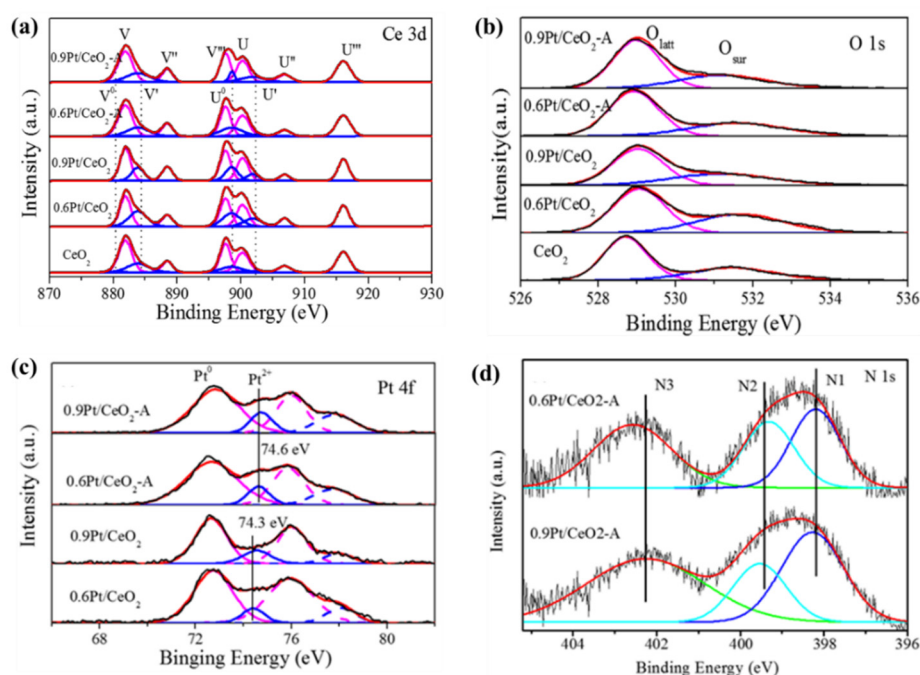 (a)
Ce 3d
V
V''
V'''
U
U''
U'''
V⁰
V'
U⁰
U'
0.9Pt/CeO₂-A
0.6Pt/CeO₂-A
0.9Pt/CeO₂
0.6Pt/CeO₂
CeO₂
Intensity (a.u.)
870 880 890 900 910 920 930
Binding Energy (eV)
(b)
O 1s
O_latt
O_sur
0.9Pt/CeO₂-A
0.6Pt/CeO₂-A
0.9Pt/CeO₂
0.6Pt/CeO₂
CeO₂
Intensity (a.u.)
526 528 530 532 534 536
Binding Energy (eV)
(c)
Pt 4f
Pt⁰
Pt²⁺
0.9Pt/CeO₂-A
74.6 eV
0.6Pt/CeO₂-A
74.3 eV
0.9Pt/CeO₂
0.6Pt/CeO₂
Intensity (a.u.)
68 72 76 80
Binging Energy (eV)
(d)
N 1s
N3
N2
N1
0.6Pt/CeO2-A
0.9Pt/CeO2-A
Intensity (a.u.)
404 402 400 398 396
Binding Energy (eV)